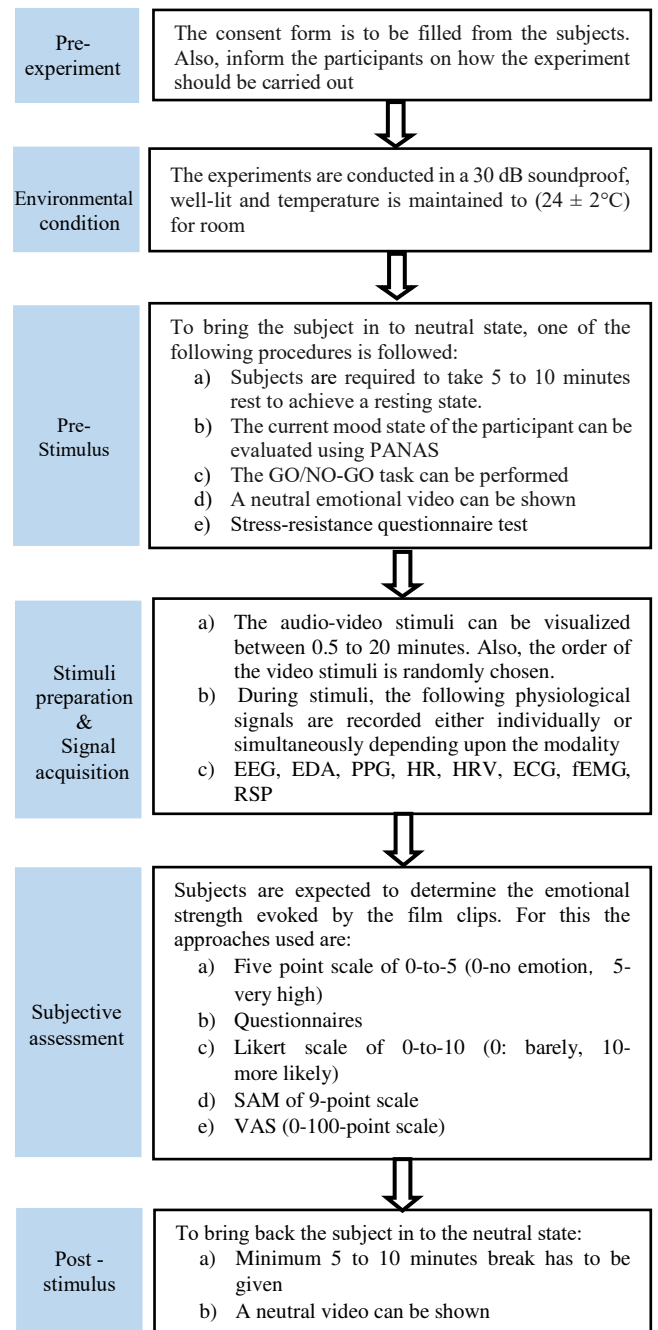 Pre-
experiment
The consent form is to be filled from the subjects.
Also, inform the participants on how the experiment
should be carried out
Environmental
condition
The experiments are conducted in a 30 dB soundproof,
well-lit and temperature is maintained to (24 ± 2°C)
for room
Pre-
Stimulus
To bring the subject in to neutral state, one of the
following procedures is followed:
a) Subjects are required to take 5 to 10 minutes
rest to achieve a resting state.
b) The current mood state of the participant can be
evaluated using PANAS
c) The GO/NO-GO task can be performed
d) A neutral emotional video can be shown
e) Stress-resistance questionnaire test
Stimuli
preparation
&
Signal
acquisition
a) The audio-video stimuli can be visualized
between 0.5 to 20 minutes. Also, the order of
the video stimuli is randomly chosen.
b) During stimuli, the following physiological
signals are recorded either individually or
simultaneously depending upon the modality
c) EEG, EDA, PPG, HR, HRV, ECG, fEMG,
RSP
Subjective
assessment
Subjects are expected to determine the emotional
strength evoked by the film clips. For this the
approaches used are:
a) Five point scale of 0-to-5 (0-no emotion, 5-
very high)
b) Questionnaires
c) Likert scale of 0-to-10 (0: barely, 10-
more likely)
d) SAM of 9-point scale
e) VAS (0-100-point scale)
Post -
stimulus
To bring back the subject in to the neutral state:
a) Minimum 5 to 10 minutes break has to be
given
b) A neutral video can be shown